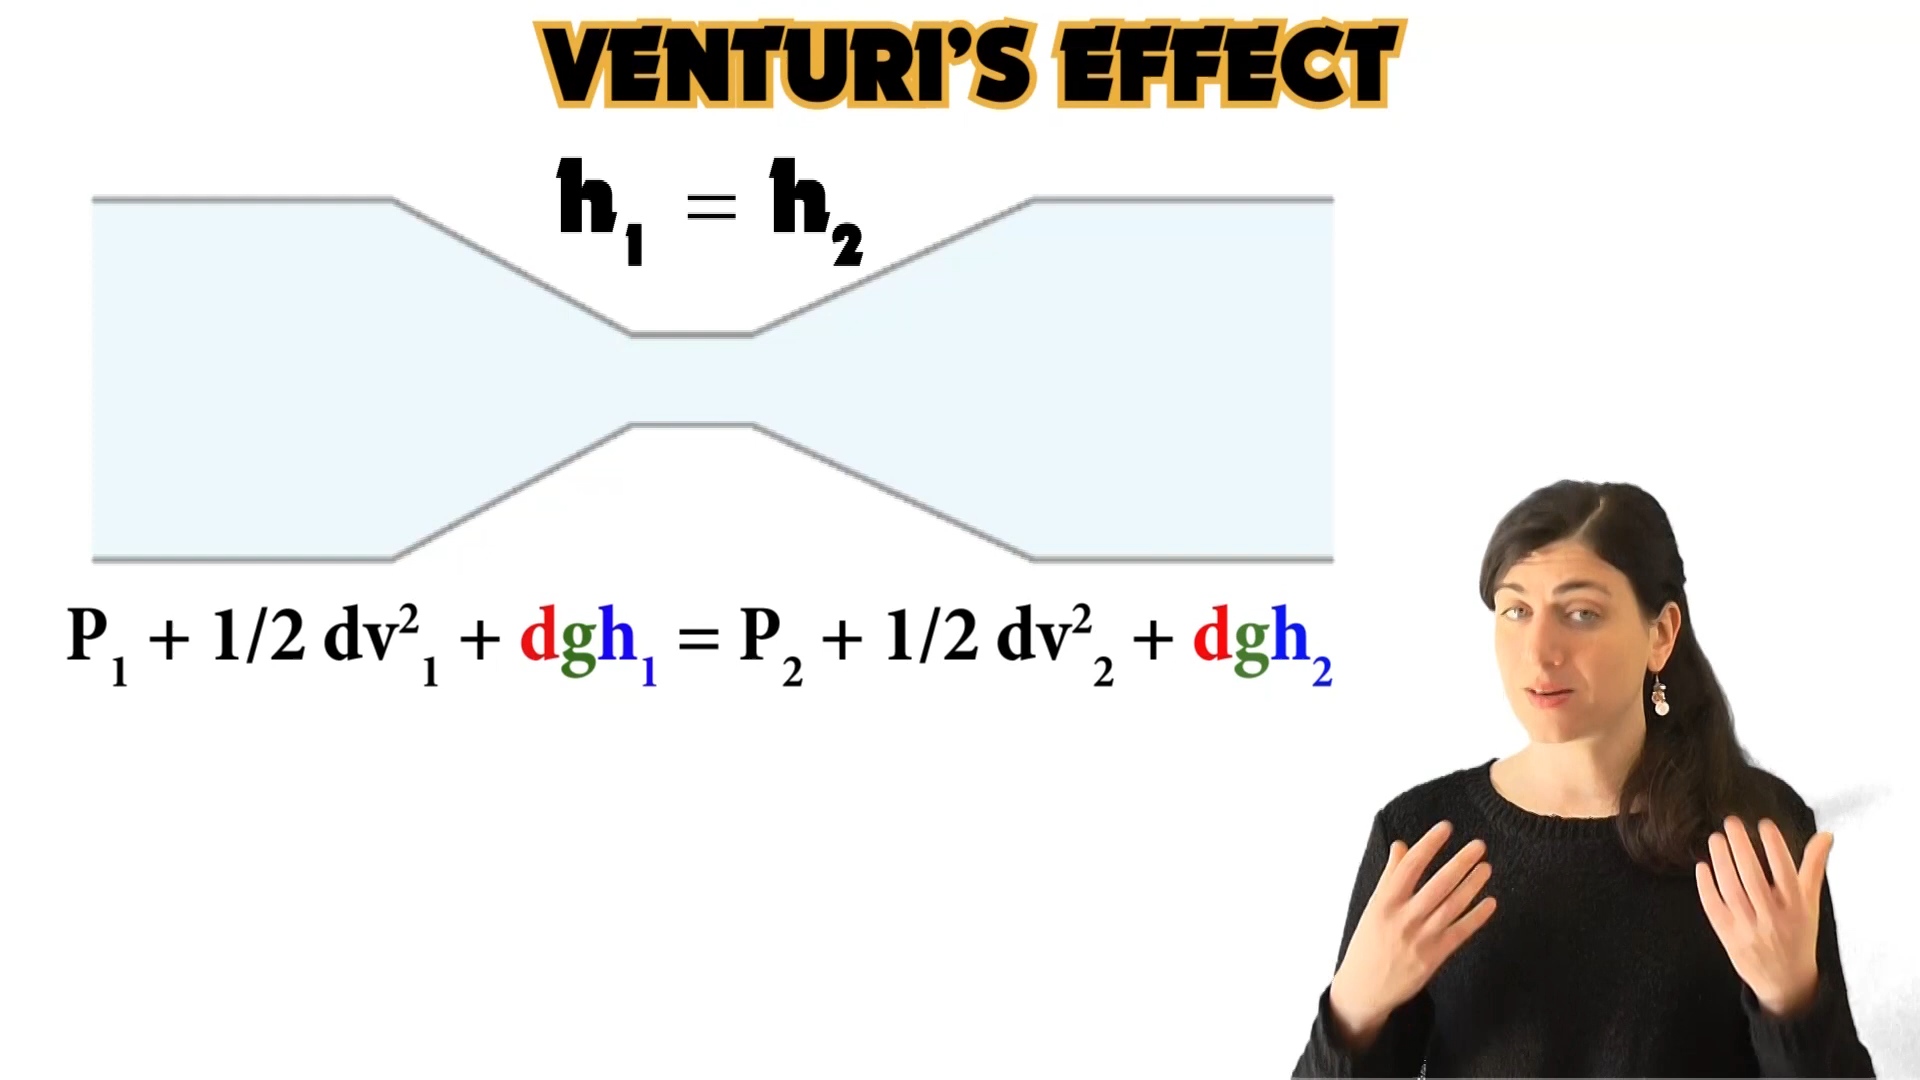 VENTURI'S EFFECT
h₁ = h₂
P₁ + 1/2 dv²₁ + dgh₁ = P₂ + 1/2 dv²₂ + dgh₂